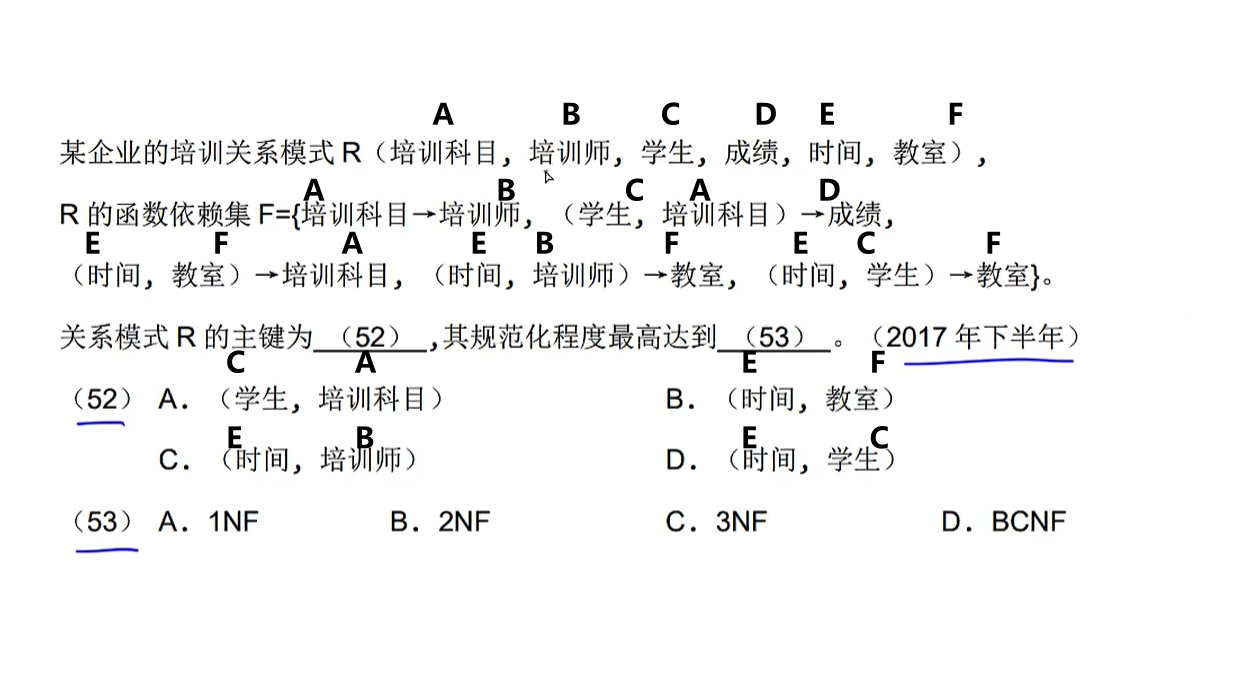 A B C D E F
某企业的培训关系模式 R（培训科目，培训师，学生，成绩，时间，教室），
A B C A D
R 的函数依赖集 F={培训科目→培训师，（学生，培训科目）→成绩，
E F A E B F E C F
（时间，教室）→培训科目，（时间，培训师）→教室，（时间，学生）→教室}。
关系模式 R 的主键为 （52） ，其规范化程度最高达到 （53） 。（2017 年下半年）
C A E F
（52） A．（学生，培训科目） B．（时间，教室）
E B E C
C．（时间，培训师） D．（时间，学生）
（53） A．1NF B．2NF C．3NF D．BCNF